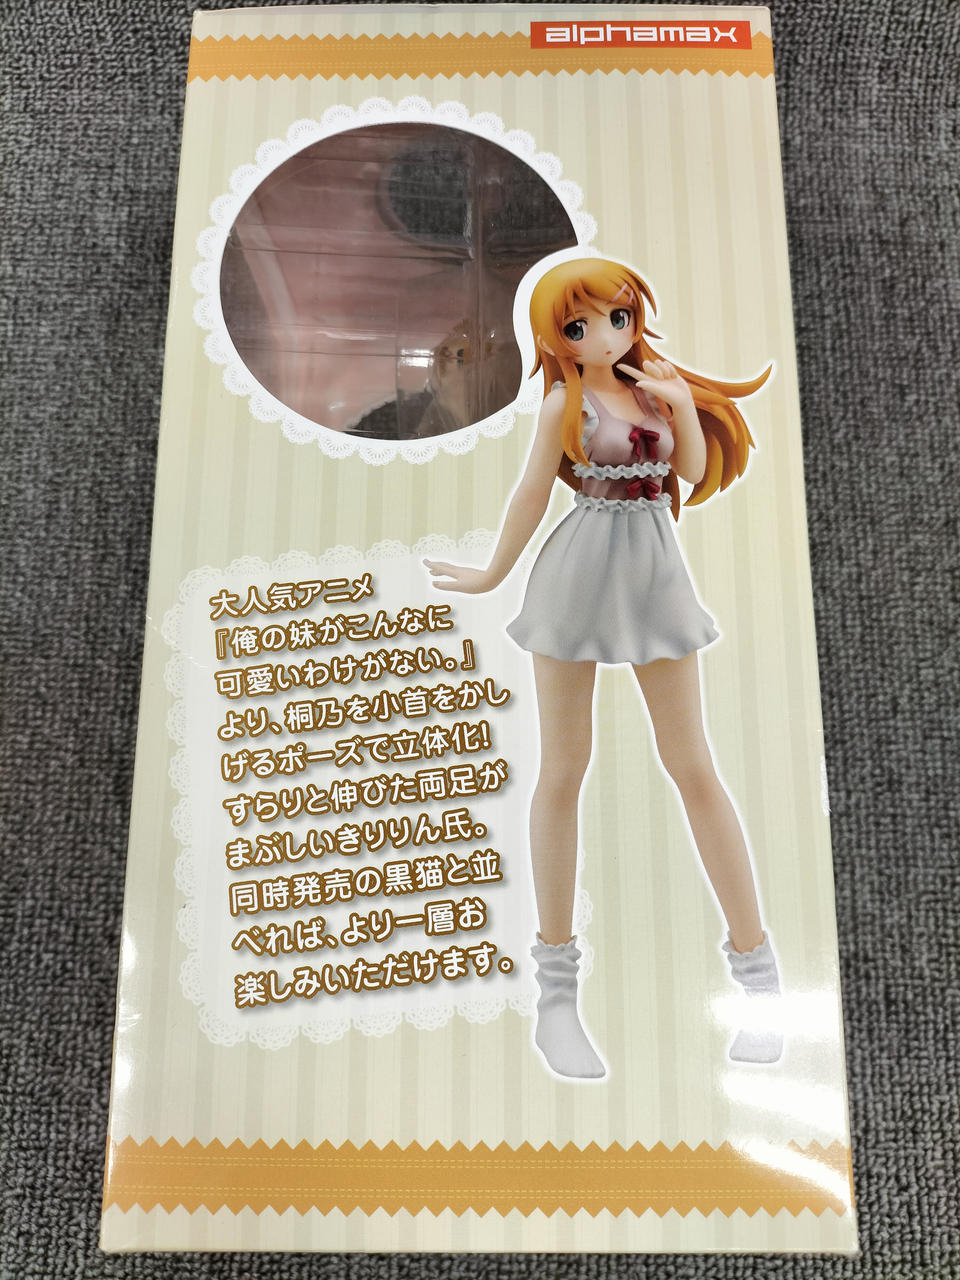 alphamax
大人気アニメ
『俺の妹がこんなに
可愛いわけがない。』
より、桐乃を小首をかし
げるポーズで立体化!
すらりと伸びた両足が
まぶしいきりりん氏。
同時発売の黒猫と並
べれば、より一層お
楽しみいただけます。